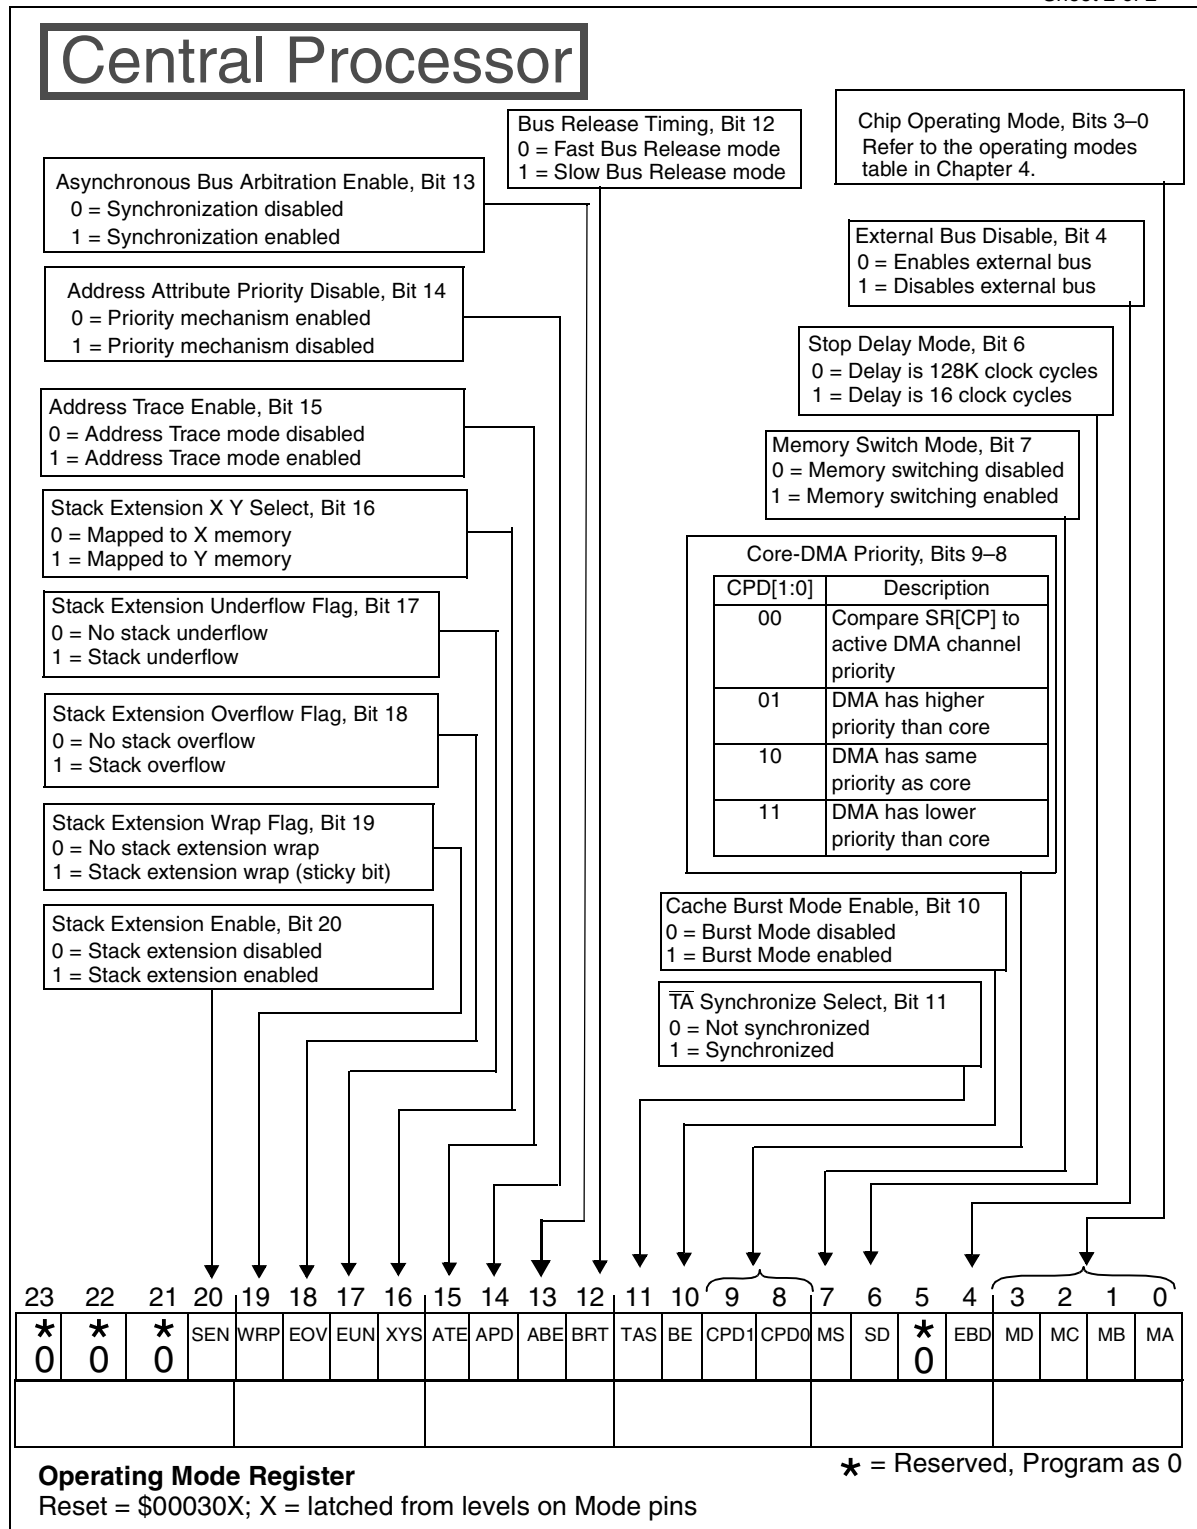 Central Processor
Bus Release Timing, Bit 12
0 = Fast Bus Release mode
1 = Slow Bus Release mode
Chip Operating Mode, Bits 3–0
Refer to the operating modes
table in Chapter 4.
Asynchronous Bus Arbitration Enable, Bit 13
0 = Synchronization disabled
1 = Synchronization enabled
External Bus Disable, Bit 4
0 = Enables external bus
1 = Disables external bus
Address Attribute Priority Disable, Bit 14
0 = Priority mechanism enabled
1 = Priority mechanism disabled
Stop Delay Mode, Bit 6
0 = Delay is 128K clock cycles
1 = Delay is 16 clock cycles
Address Trace Enable, Bit 15
0 = Address Trace mode disabled
1 = Address Trace mode enabled
Memory Switch Mode, Bit 7
0 = Memory switching disabled
1 = Memory switching enabled
Stack Extension X Y Select, Bit 16
0 = Mapped to X memory
1 = Mapped to Y memory
Core-DMA Priority, Bits 9–8
CPD[1:0] Description
00 Compare SR[CP] to
active DMA channel
priority
01 DMA has higher
priority than core
10 DMA has same
priority as core
11 DMA has lower
priority than core
Stack Extension Underflow Flag, Bit 17
0 = No stack underflow
1 = Stack underflow
Stack Extension Overflow Flag, Bit 18
0 = No stack overflow
1 = Stack overflow
Stack Extension Wrap Flag, Bit 19
0 = No stack extension wrap
1 = Stack extension wrap (sticky bit)
Stack Extension Enable, Bit 20
0 = Stack extension disabled
1 = Stack extension enabled
Cache Burst Mode Enable, Bit 10
0 = Burst Mode disabled
1 = Burst Mode enabled
TA Synchronize Select, Bit 11
0 = Not synchronized
1 = Synchronized
23 22 21 20 19 18 17 16 15 14 13 12 11 10 9 8 7 6 5 4 3 2 1 0
* * * SEN WRP EOV EUN XYS ATE APD ABE BRT TAS BE CPD1 CPD0 MS SD * EBD MD MC MB MA
0 0 0 0
* = Reserved, Program as 0
Operating Mode Register
Reset = $00030X; X = latched from levels on Mode pins